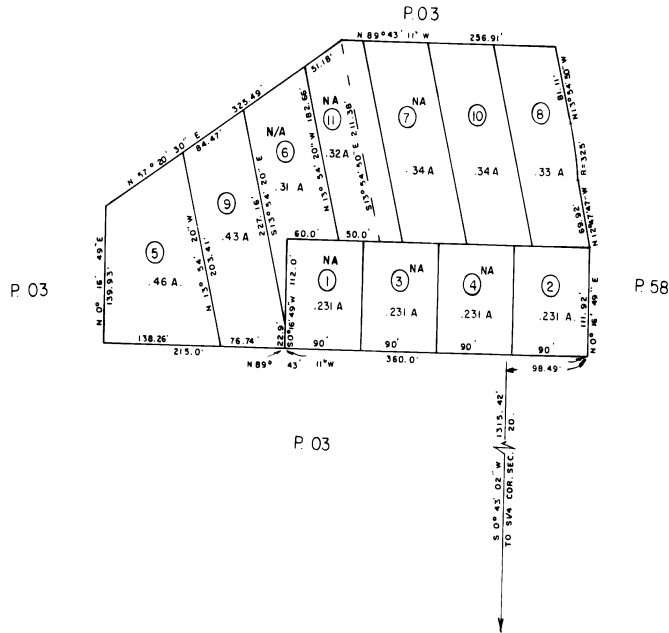 P. 03
N 89° 43' 11" W
256.91'
51.18'
325.49'
N 57° 20' 30" E
84.47'
NA
11
.32 A
182.66'
N 13° 54' 20" W
211.38'
S 13° 54' 50" E
NA
7
.34 A
10
.34 A
8
.33 A
81.11'
N 13° 54' 50" W
R=325'
69.92'
N/A
6
.31 A
9
.43 A
227.16'
S 13° 54' 20" E
N 13° 54' 20" W
203.41'
5
.46 A.
N 0° 16' 49" E
139.93'
P. 03
60.0'
50.0'
NA
1
.231 A
NA
3
.231 A
NA
4
.231 A
2
.231 A.
112.0'
S 0° 16' 49" W
111.92'
N 0° 16' 49" E
P. 58
138.26'
76.74'
22.9'
90'
90'
90'
90'
215.0'
N 89° 43' 11" W
360.0'
98.49'
P. 03
S 0° 43' 02" W 1315.42'
TO S1/4 COR. SEC. 20.